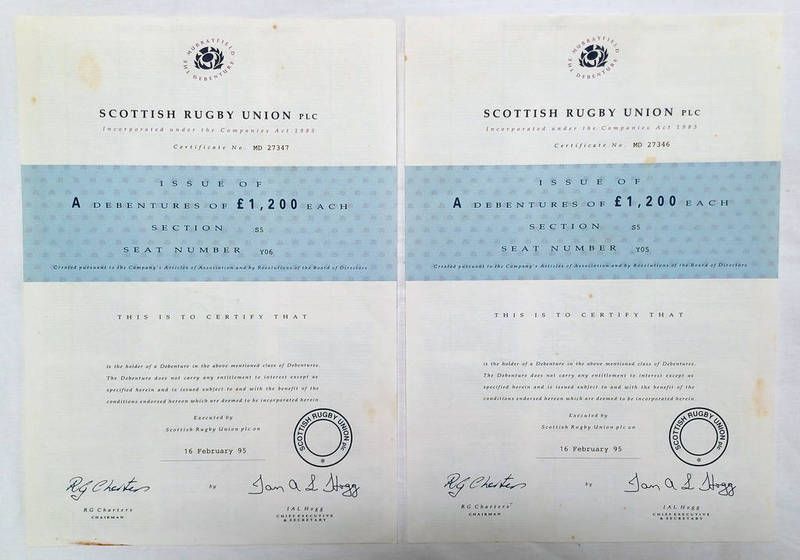 THE MURRAYFIELD DEBENTURE
SCOTTISH RUGBY UNION PLC
Incorporated under the Companies Act 1985
Certificate No. MD 27347
ISSUE OF
A DEBENTURES OF £1,200 EACH
SECTION SS
SEAT NUMBER Y06
Created pursuant to the Company's Articles of Association and by Resolutions of the Board of Directors
THIS IS TO CERTIFY THAT
is the holder of a Debenture in the above mentioned class of Debentures.
The Debenture does not carry any entitlement to interest except as
specified herein and is issued subject to and with the benefit of the
conditions endorsed hereon which are deemed to be incorporated herein
Executed by
Scottish Rugby Union plc on
16 February 95
SCOTTISH RUGBY UNION plc
RG Charters
by
Ian A L Hogg
RG Charters
CHAIRMAN
IAL Hogg
CHIEF EXECUTIVE
& SECRETARY
THE MURRAYFIELD DEBENTURE
SCOTTISH RUGBY UNION PLC
Incorporated under the Companies Act 1985
Certificate No. MD 27346
ISSUE OF
A DEBENTURES OF £1,200 EACH
SECTION SS
SEAT NUMBER Y05
Created pursuant to the Company's Articles of Association and by Resolutions of the Board of Directors
THIS IS TO CERTIFY THAT
is the holder of a Debenture in the above mentioned class of Debentures.
The Debenture does not carry any entitlement to interest except as
specified herein and is issued subject to and with the benefit of the
conditions endorsed hereon which are deemed to be incorporated herein
Executed by
Scottish Rugby Union plc on
16 February 95
SCOTTISH RUGBY UNION plc
RG Charters
by
Ian A L Hogg
RG Charters
CHAIRMAN
IAL Hogg
CHIEF EXECUTIVE
& SECRETARY